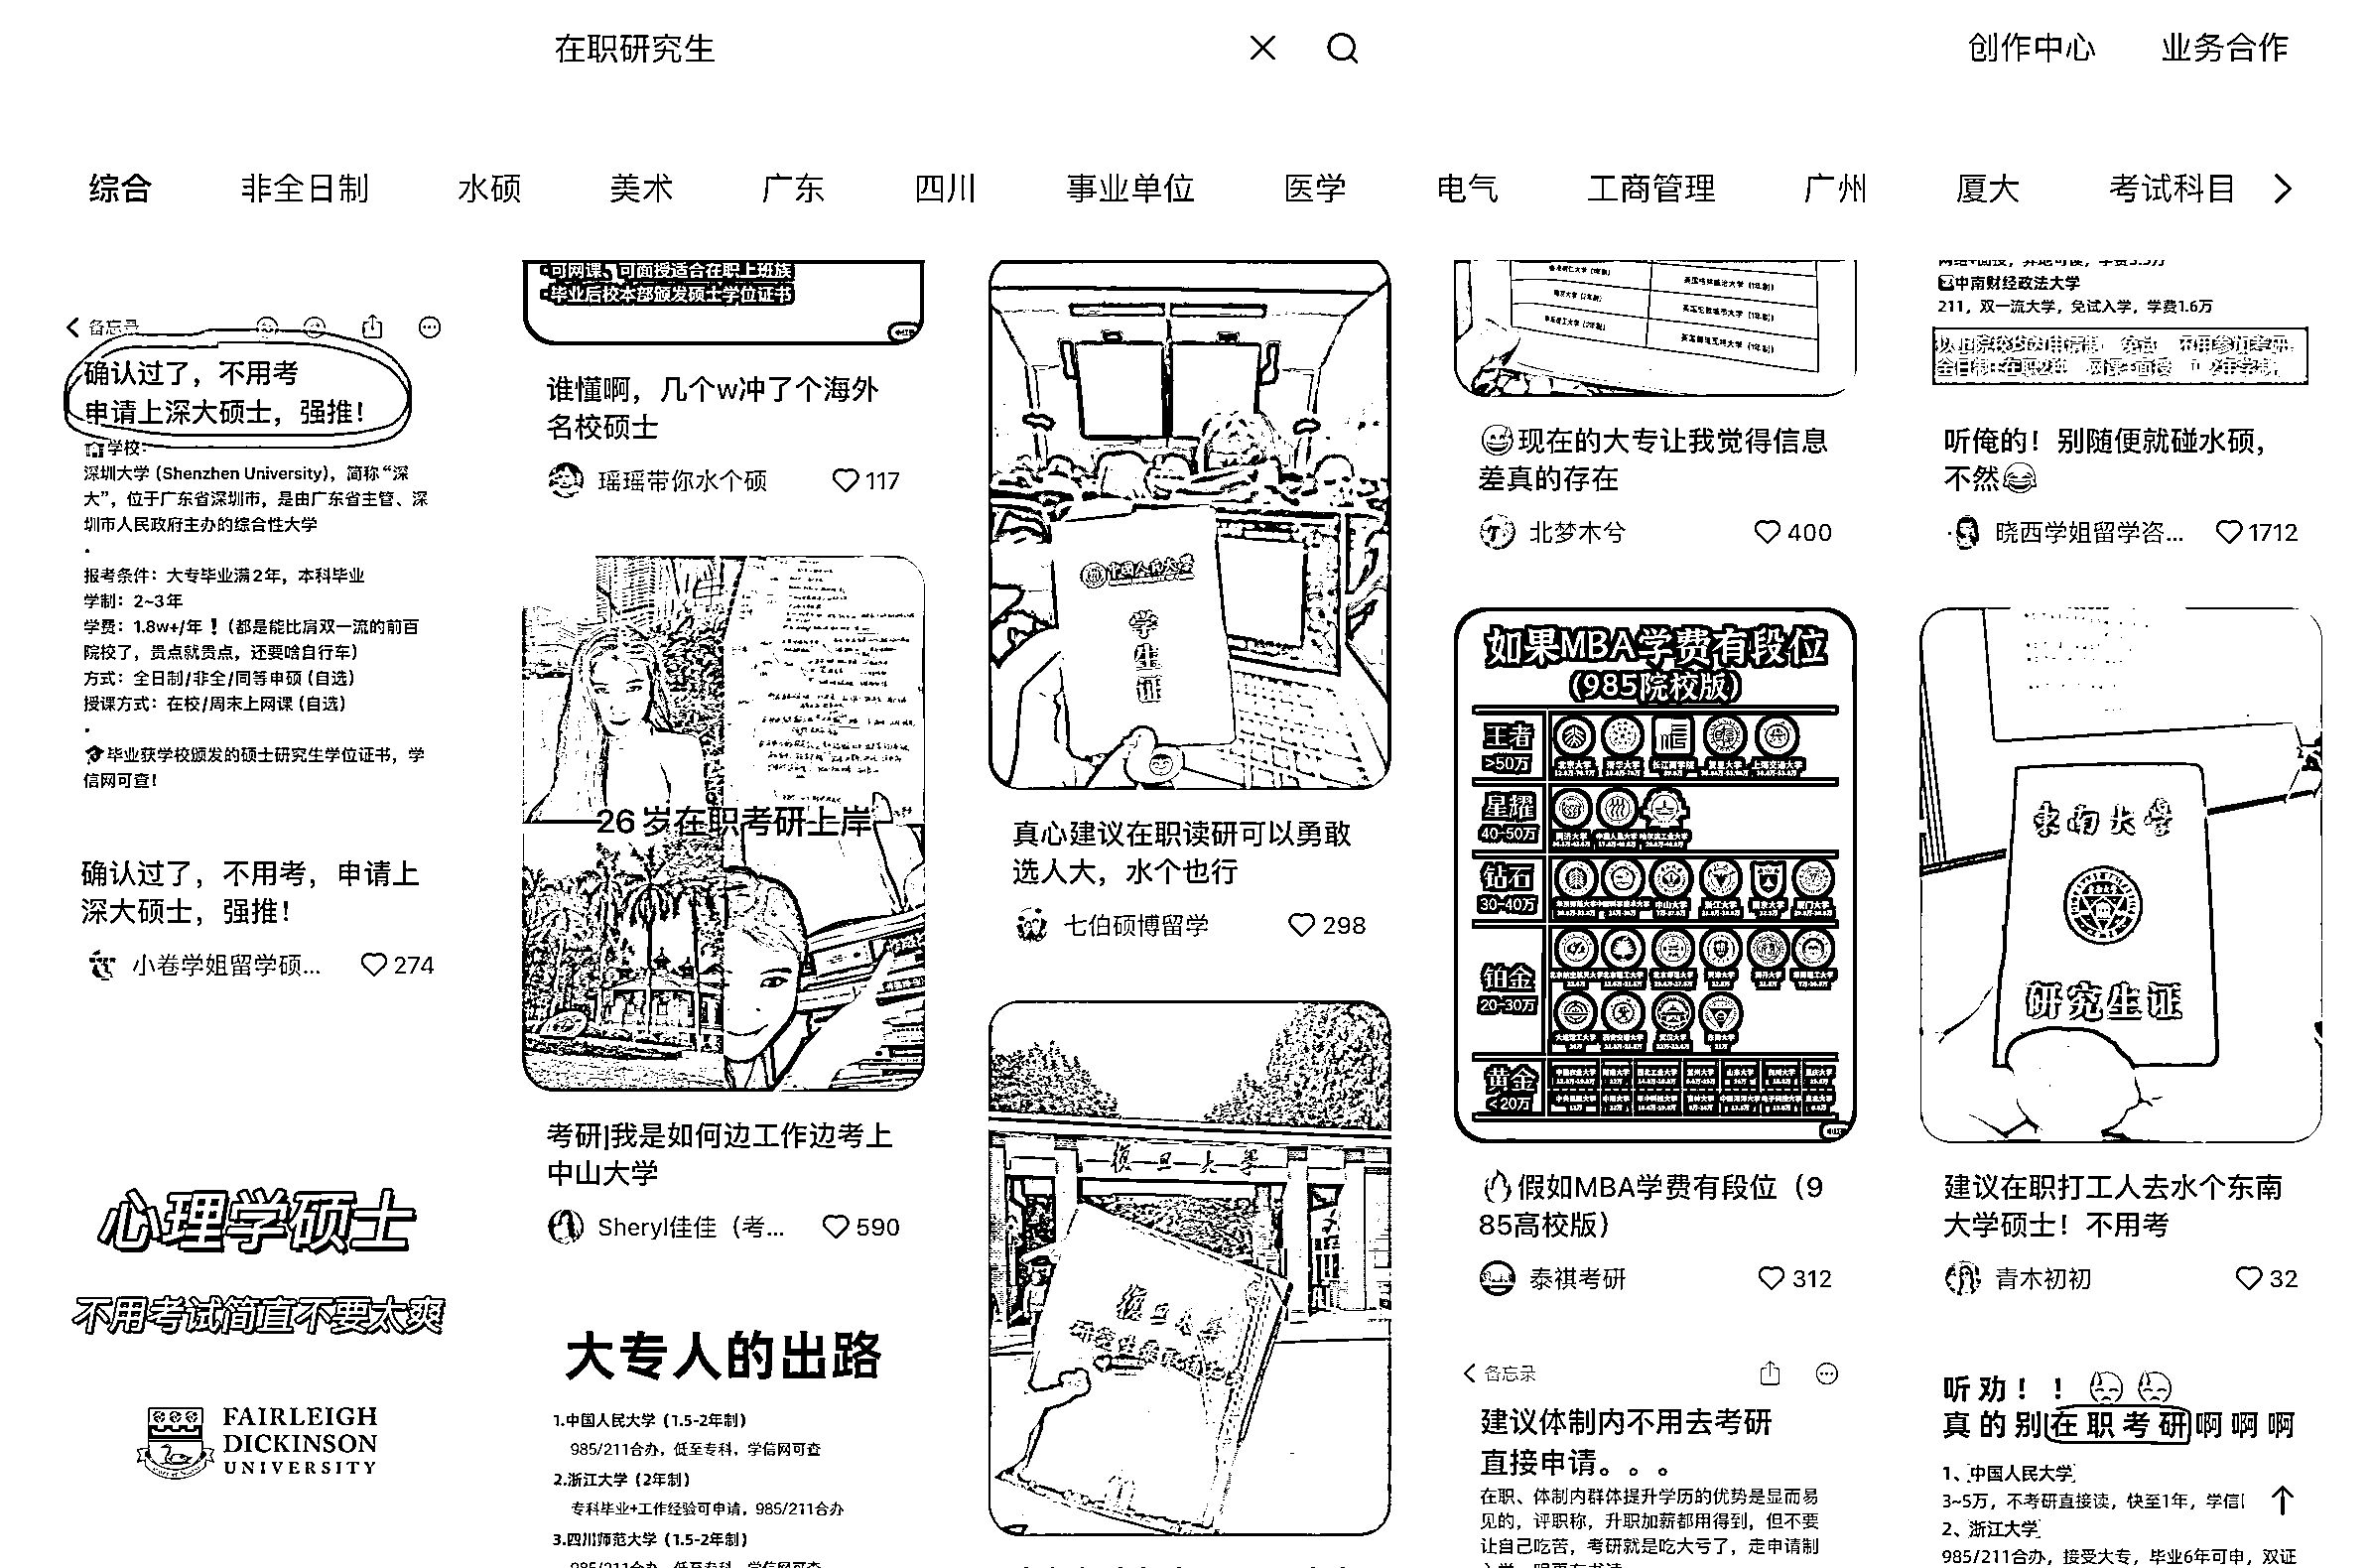 在职研究生
创作中心
业务合作
综合
非全日制
水硕
美术
广东
四川
事业单位
医学
电气
工商管理
广州
厦大
考试科目
备忘录
确认过了，不用考
申请上深大硕士，强推！
学校:
深圳大学 (Shenzhen University)，简称“深
大”，位于广东省深圳市，是由广东省主管、深
圳市人民政府主办的综合性大学
报考条件：大专毕业满2年，本科毕业
学制：2~3年
学费：1.8w+/年❗（都是能比肩双一流的前百
院校了，贵点就贵点，还要啥自行车）
方式：全日制/非全/同等申硕 (自选)
授课方式：在校/周末上网课 (自选)
毕业获学校颁发的硕士研究生学位证书，学
信网可查！
确认过了，不用考，申请上
深大硕士，强推！
小卷学姐留学硕...
274
心理学硕士
不用考试简直不要太爽
FAIRLEIGH
DICKINSON
UNIVERSITY
·可网课、可面授适合在职上班族
·毕业后校本部颁发硕士学位证书
谁懂啊，几个w冲了个海外
名校硕士
瑶瑶带你水个硕
117
26岁在职考研上岸
考研|我是如何边工作边考上
中山大学
Sheryl佳佳（考...
590
大专人的出路
1.中国人民大学（1.5-2年制）
985/211合办，低至专科，学信网可查
2.浙江大学（2年制）
专科毕业+工作经验可申请，985/211合办
3.四川师范大学（1.5-2年制）
985/211合办，低至专科，学信网可查
中国人民大学
学生证
真心建议在职读研可以勇敢
选人大，水个也行
七伯硕博留学
298
復旦大學
復旦大學
😅现在的大专让我觉得信息
差真的存在
北梦木兮
400
如果MBA学费有段位
(985院校版)
王者
>50万
星耀
40-50万
钻石
30-40万
铂金
20-30万
黄金
<20万
🔥假如MBA学费有段位（9
85高校版）
泰祺考研
312
备忘录
建议体制内不用去考研
直接申请。。。
在职、体制内群体提升学历的优势是显而易
见的，评职称，升职加薪都用得到，但不要
让自己吃苦，考研就是吃大亏了，走申请制
中南财经政法大学
211，双一流大学，免试入学，学费1.6万
听俺的！别随便就碰水硕，
不然😂
晓西学姐留学咨...
1712
東南大學
研究生证
建议在职打工人去水个东南
大学硕士！不用考
青木初初
32
听劝！！
真的别在职考研啊啊啊
1、中国人民大学
3~5万，不考研直接读，快至1年，学信
2、浙江大学
985/211合办，接受大专，毕业6年可申，双证